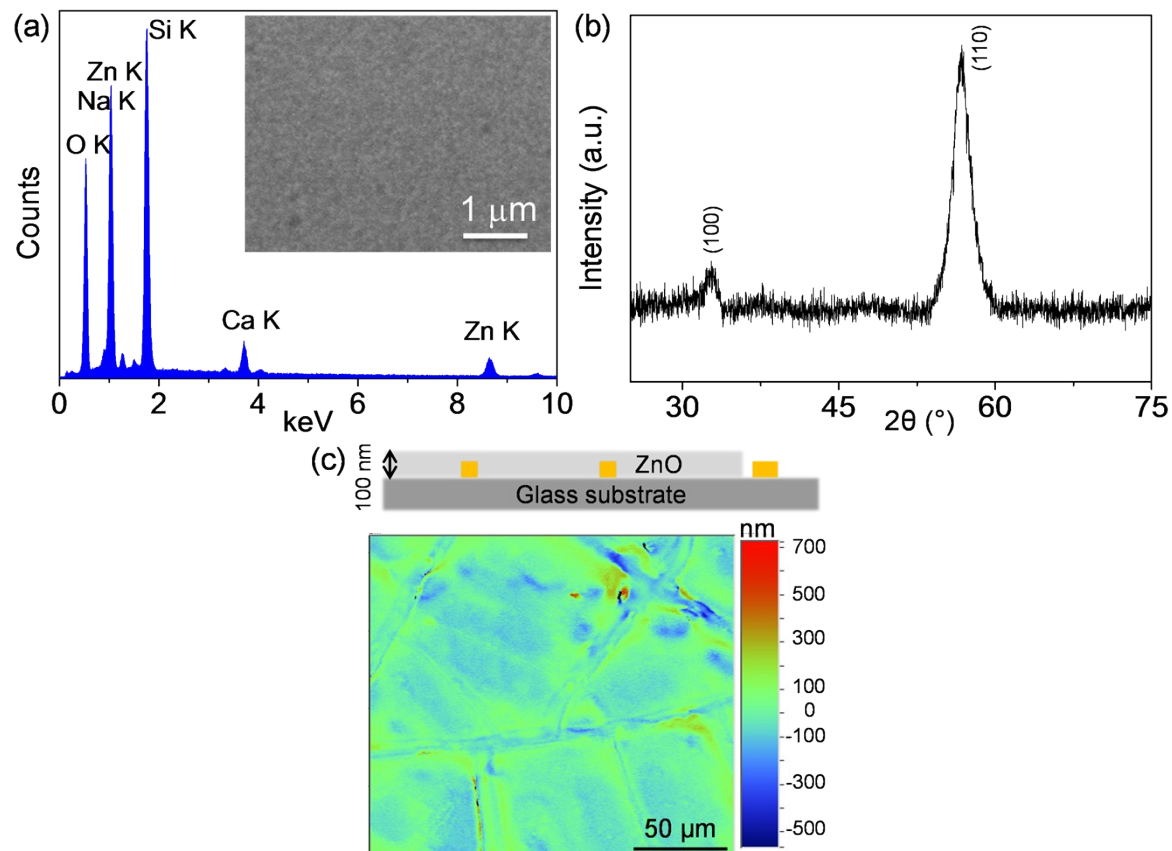 (a)
Si K
Zn K
Na K
O K
Ca K
Zn K
1 μm
Counts
0 2 4 6 8 10
keV
(b)
(110)
(100)
Intensity (a.u.)
30 45 60 75
2θ (°)
(c)
100 nm
ZnO
Glass substrate
nm
700
500
300
100
0
-100
-300
-500
50 μm